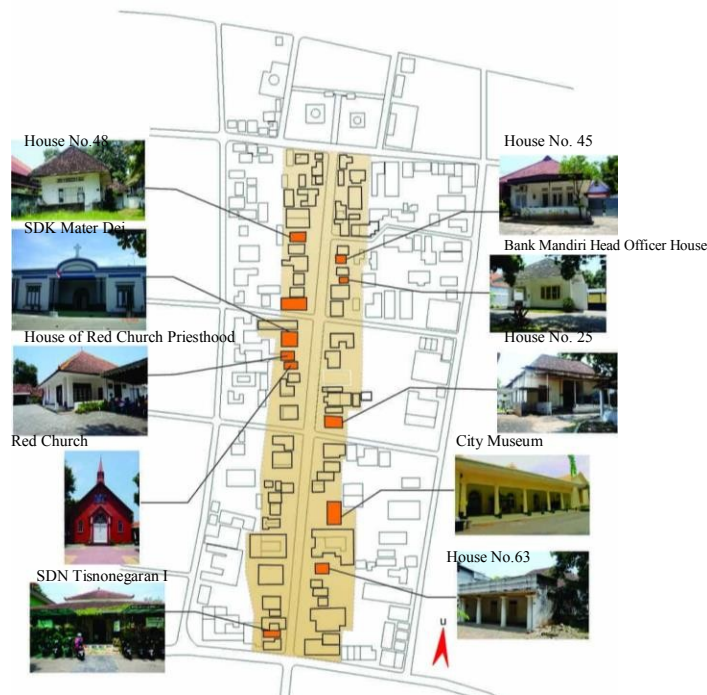 House No.48
House No. 45
SDK Mater Dei
Bank Mandiri Head Officer House
House of Red Church Priesthood
House No. 25
Red Church
City Museum
House No.63
SDN Tisnonegaran I
u